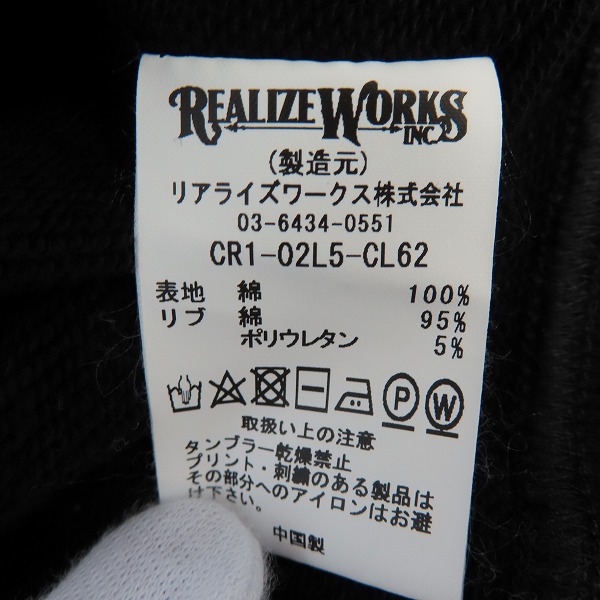 REALIZE WORKS
INC.
(製造元)
リアライズワークス株式会社
03-6434-0551
CR1-02L5-CL62
表地 綿 100%
リブ 綿 95%
ポリウレタン 5%
P W
取扱い上の注意
タンブラー乾燥禁止
プリント・刺繍のある製品は
その部分へのアイロンはお避
け下さい。
中国製